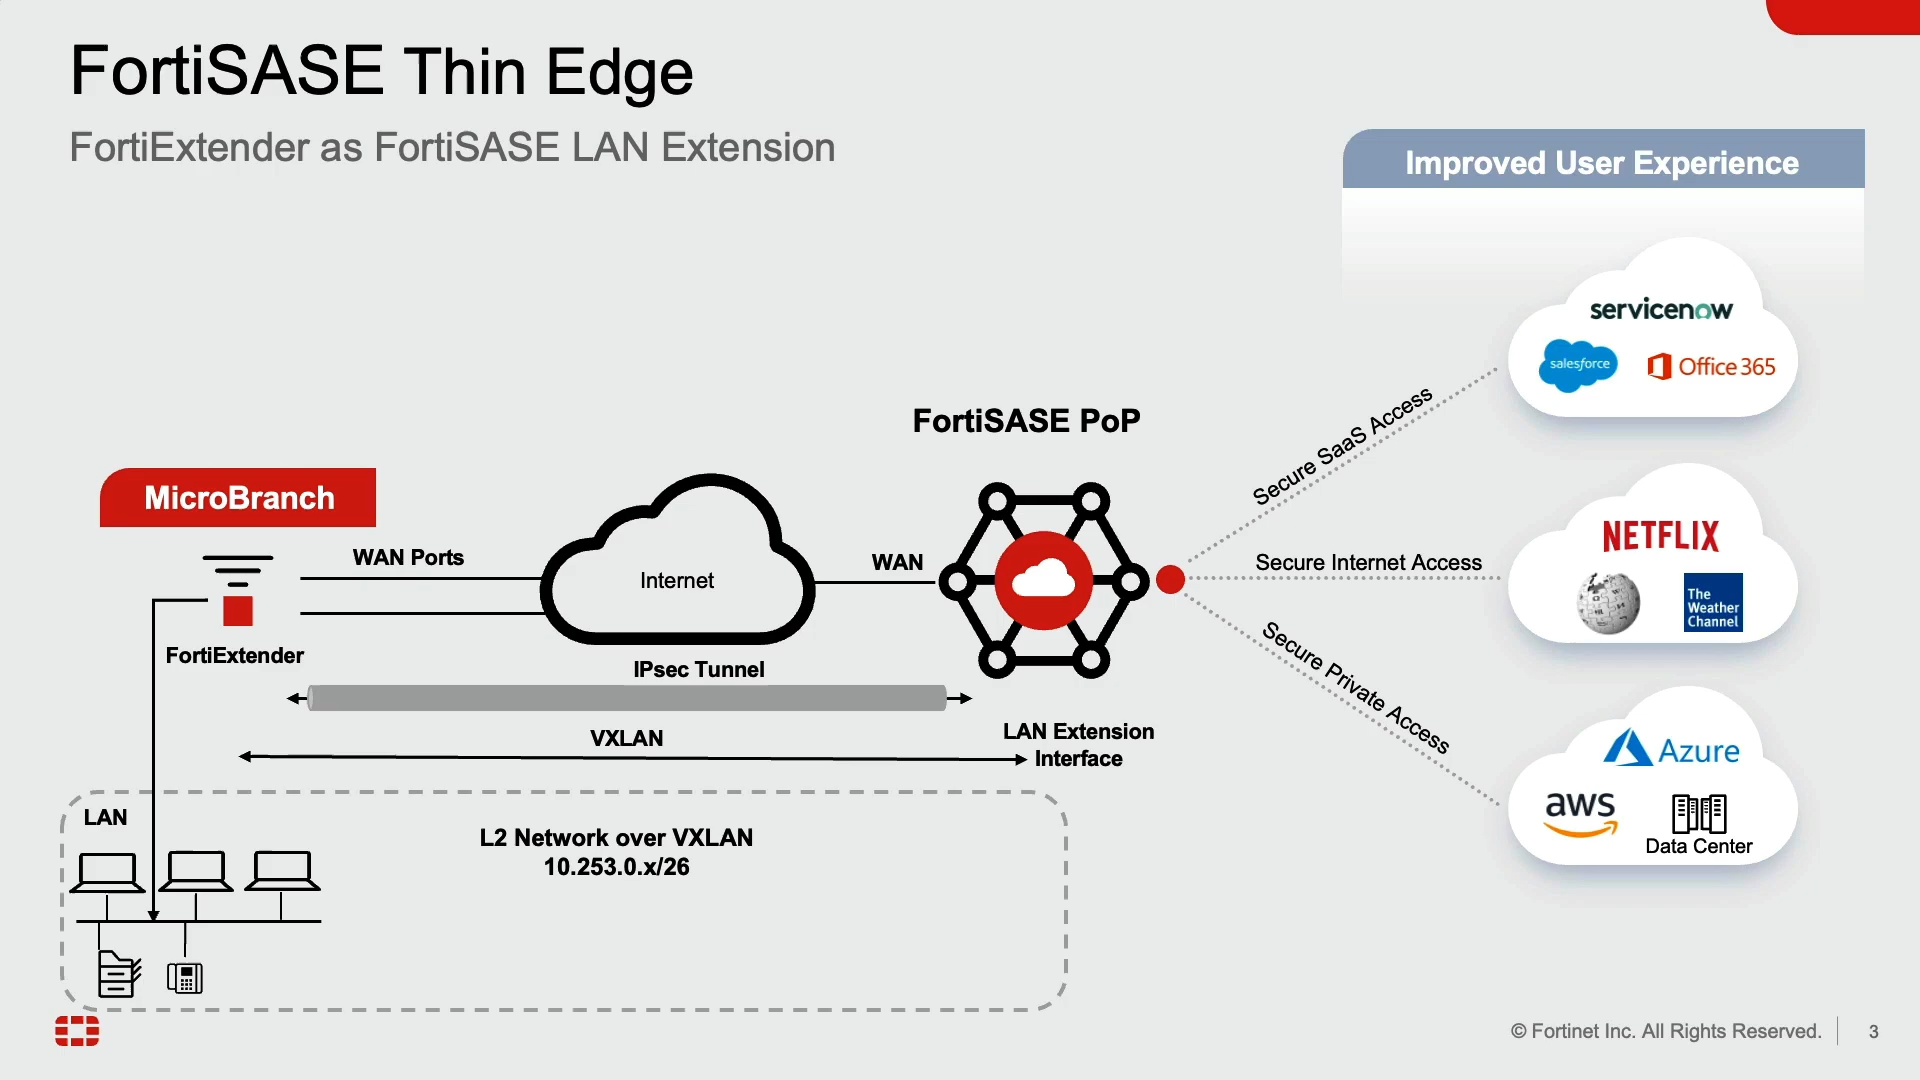 FortiSASE Thin Edge
FortiExtender as FortiSASE LAN Extension
Improved User Experience
servicenow
salesforce
Office 365
Secure SaaS Access
FortiSASE PoP
MicroBranch
WAN Ports
Internet
WAN
Secure Internet Access
NETFLIX
The
Weather
Channel
FortiExtender
IPsec Tunnel
Secure Private Access
VXLAN
LAN Extension
Interface
Azure
aws
Data Center
LAN
L2 Network over VXLAN
10.253.0.x/26
© Fortinet Inc. All Rights Reserved.
3